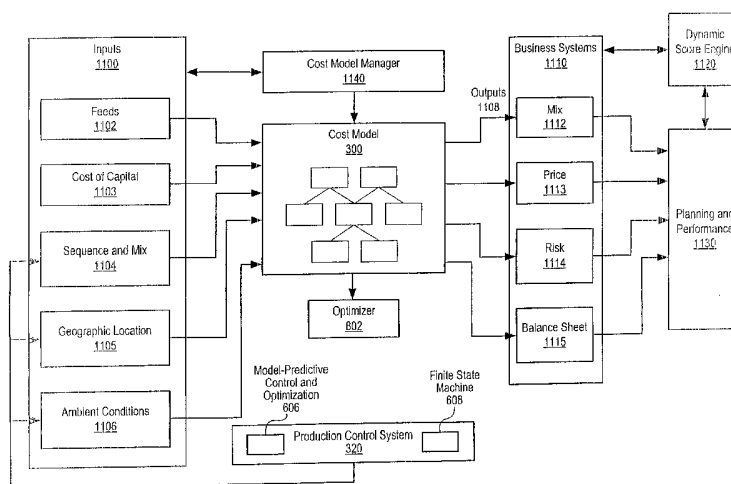 Inputs
1100
Feeds
1102
Cost of Capital
1103
Sequence and Mix
1104
Geographic Location
1105
Ambient Conditions
1106
Cost Model Manager
1140
Cost Model
300
Optimizer
802
Model-Predictive
Control and
Optimization
606
Finite State
Machine
608
Production Control System
320
Outputs
1108
Business Systems
1110
Mix
1112
Price
1113
Risk
1114
Balance Sheet
1115
Dynamic
Score Engine
1120
Planning and
Performance
1130